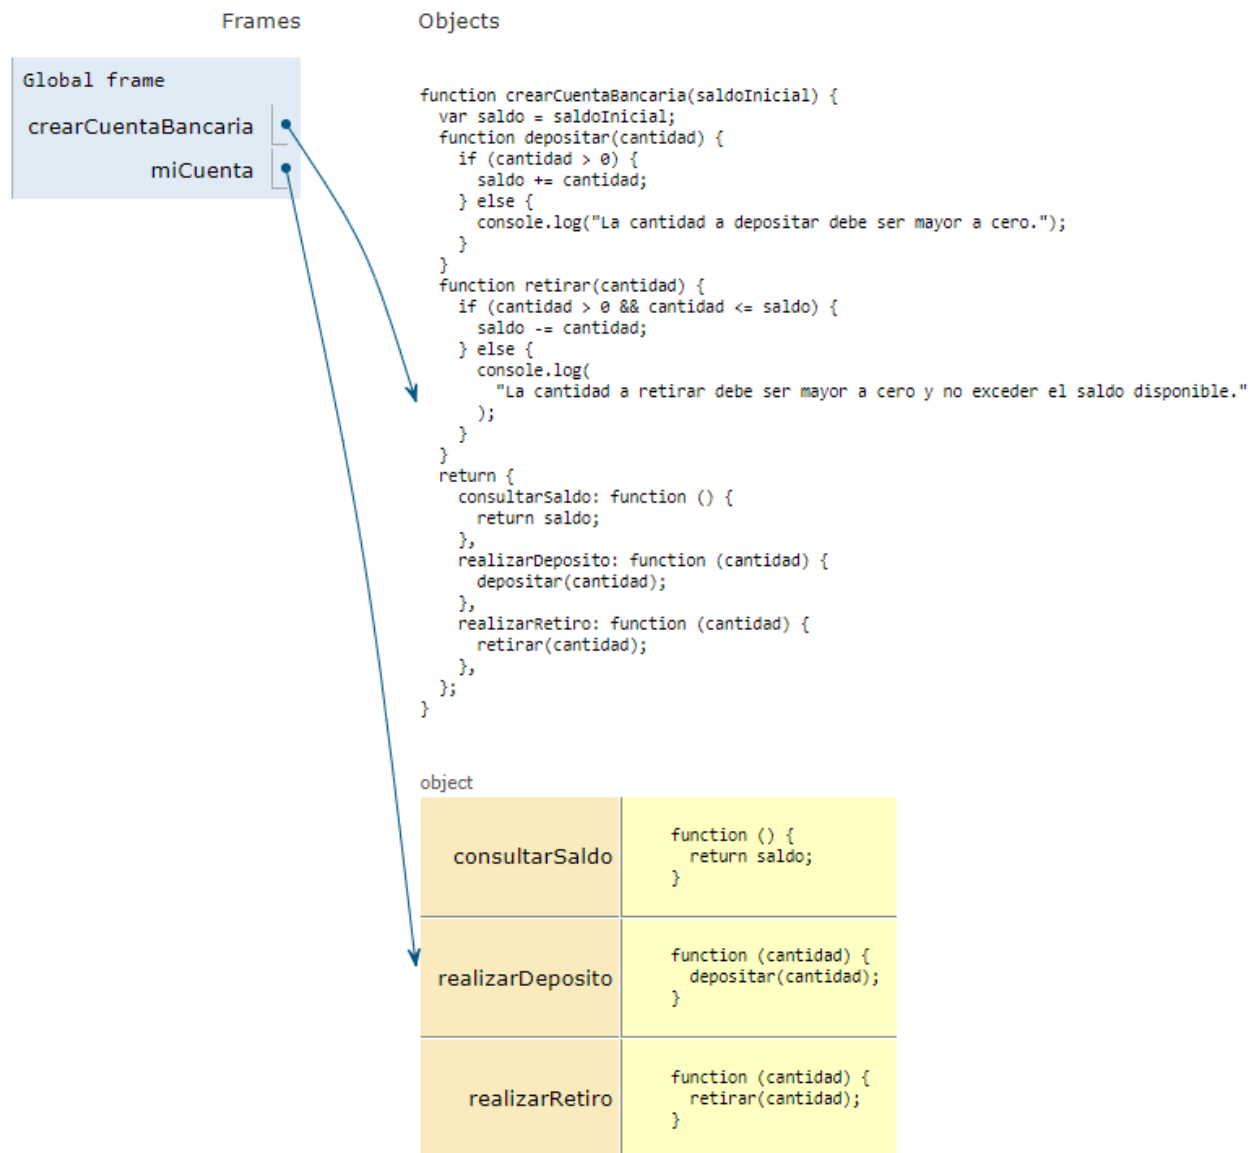 Frames
Objects
Global frame
crearCuentaBancaria
miCuenta
function crearCuentaBancaria(saldoInicial) {
  var saldo = saldoInicial;
  function depositar(cantidad) {
    if (cantidad > 0) {
      saldo += cantidad;
    } else {
      console.log("La cantidad a depositar debe ser mayor a cero.");
    }
  }
  function retirar(cantidad) {
    if (cantidad > 0 && cantidad <= saldo) {
      saldo -= cantidad;
    } else {
      console.log(
        "La cantidad a retirar debe ser mayor a cero y no exceder el saldo disponible."
      );
    }
  }
  return {
    consultarSaldo: function () {
      return saldo;
    },
    realizarDeposito: function (cantidad) {
      depositar(cantidad);
    },
    realizarRetiro: function (cantidad) {
      retirar(cantidad);
    },
  };
}
object
consultarSaldo
function () {
  return saldo;
}
realizarDeposito
function (cantidad) {
  depositar(cantidad);
}
realizarRetiro
function (cantidad) {
  retirar(cantidad);
}